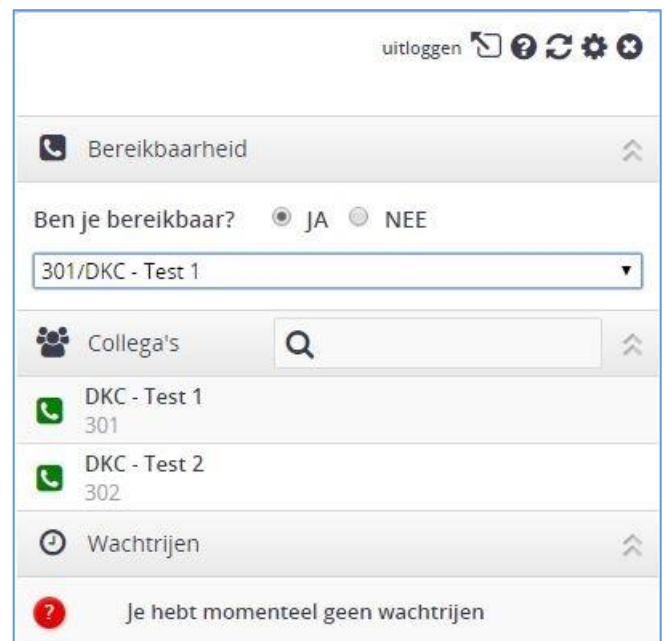 uitloggen
Bereikbaarheid
Ben je bereikbaar? JA NEE
301/DKC - Test 1
Collega's
DKC - Test 1
301
DKC - Test 2
302
Wachtrijen
Je hebt momenteel geen wachtrijen